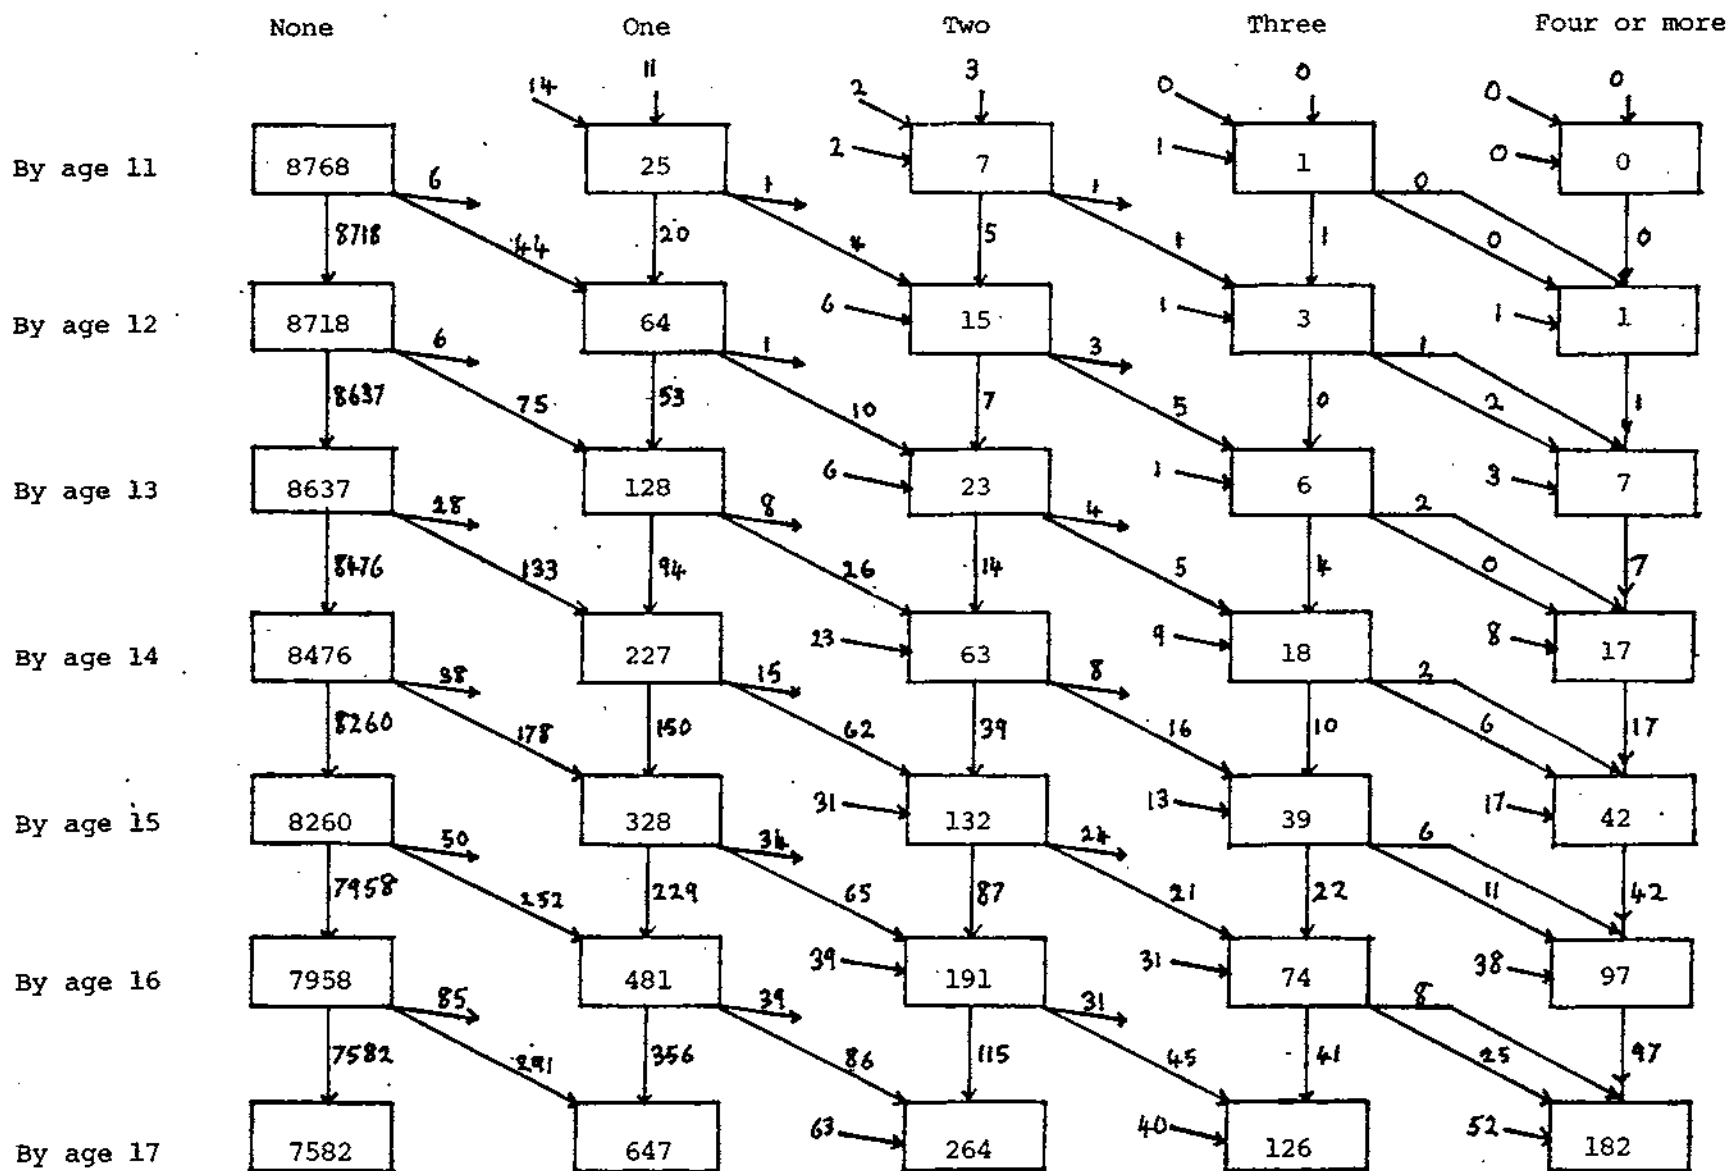 None One Two Three Four or more
11 3 0 0
14 2 0 0
By age 11 8768 25 2 7 1 1 0 0
6 1 1 0
8718 44 20 4 5 1 1 0 0
By age 12 8718 64 6 15 1 3 1 1
6 1 3 1
8637 75 53 10 7 5 0 2 1
By age 13 8637 128 6 23 1 6 3 7
28 8 4 2
8476 133 94 26 14 5 4 0 7
By age 14 8476 227 23 63 9 18 8 17
38 15 8 2
8260 178 150 62 39 16 10 6 17
By age 15 8260 328 31 132 13 39 17 42
50 34 24 6
7958 252 229 65 87 21 22 11 42
By age 16 7958 481 39 191 31 74 38 97
85 39 31 8
7582 291 356 86 115 45 41 25 97
By age 17 7582 647 63 264 40 126 52 182